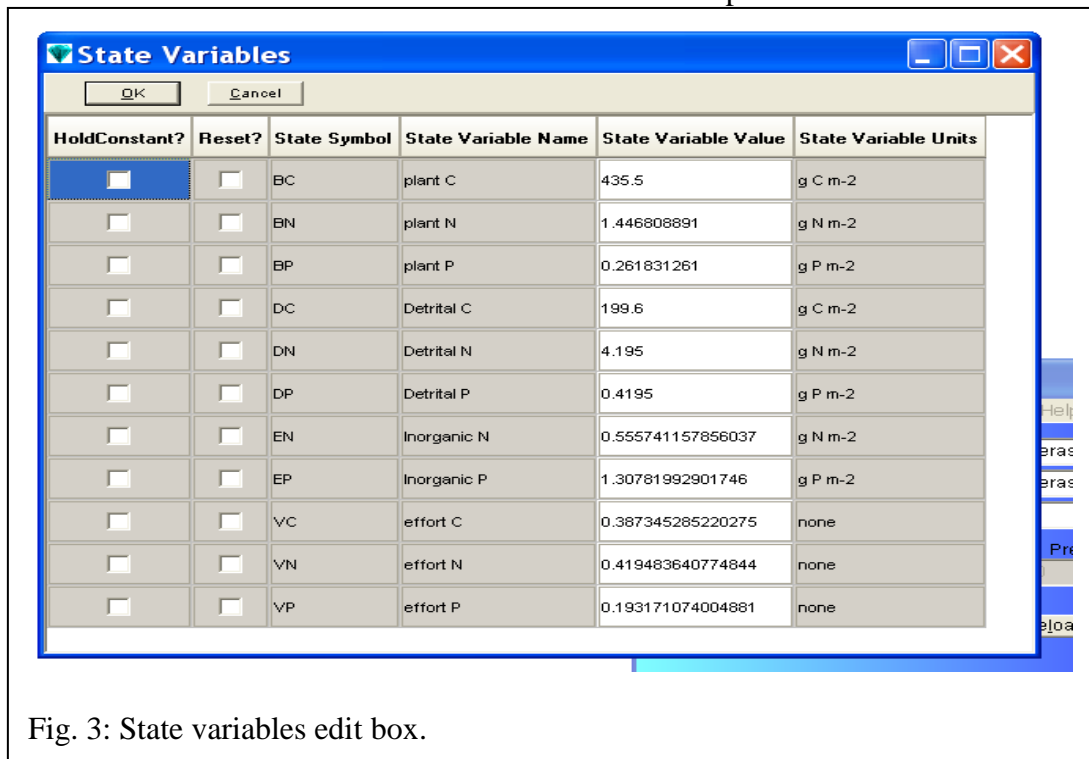 State Variables
OK Cancel
HoldConstant? Reset? State Symbol State Variable Name State Variable Value State Variable Units
BC plant C 435.5 g C m-2
BN plant N 1.446808891 g N m-2
BP plant P 0.261831261 g P m-2
DC Detrital C 199.6 g C m-2
DN Detrital N 4.195 g N m-2
DP Detrital P 0.4195 g P m-2
EN Inorganic N 0.555741157856037 g N m-2
EP Inorganic P 1.30781992901746 g P m-2
VC effort C 0.387345285220275 none
VN effort N 0.419483640774844 none
VP effort P 0.193171074004881 none
Help
Fig. 3: State variables edit box.